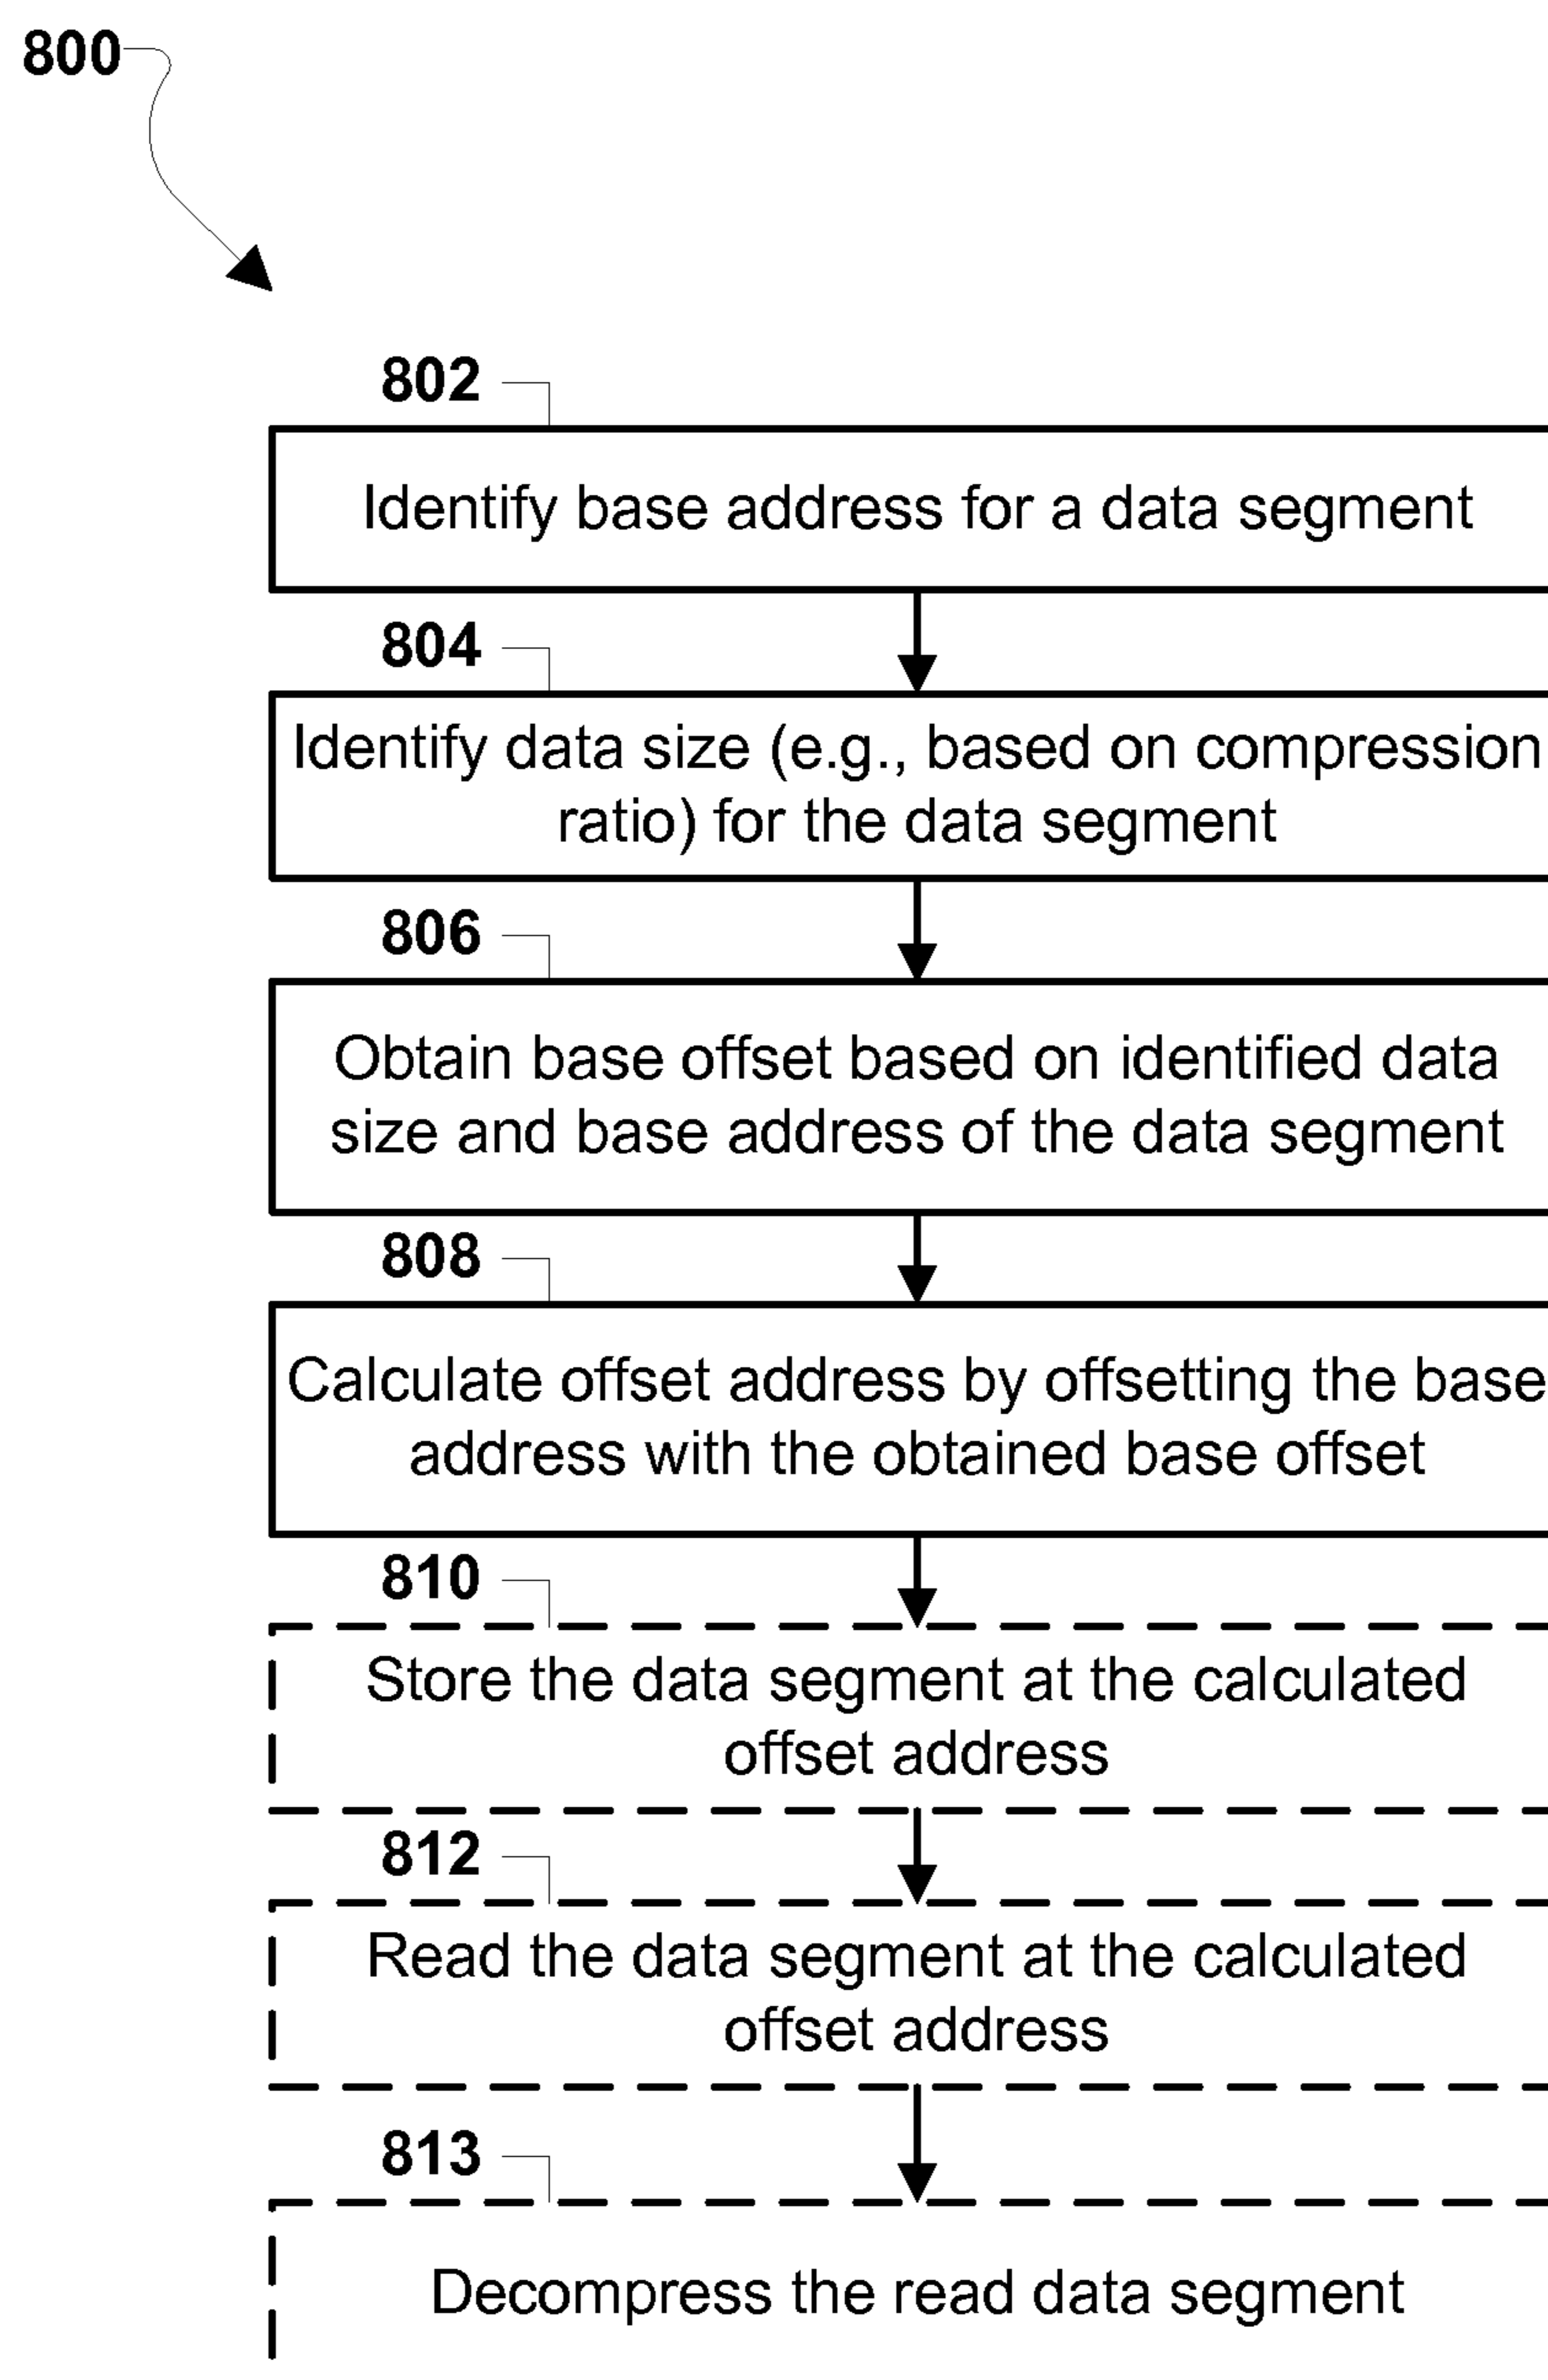 800
802
Identify base address for a data segment
804
Identify data size (e.g., based on compression
ratio) for the data segment
806
Obtain base offset based on identified data
size and base address of the data segment
808
Calculate offset address by offsetting the base
address with the obtained base offset
810
Store the data segment at the calculated
offset address
812
Read the data segment at the calculated
offset address
813
Decompress the read data segment